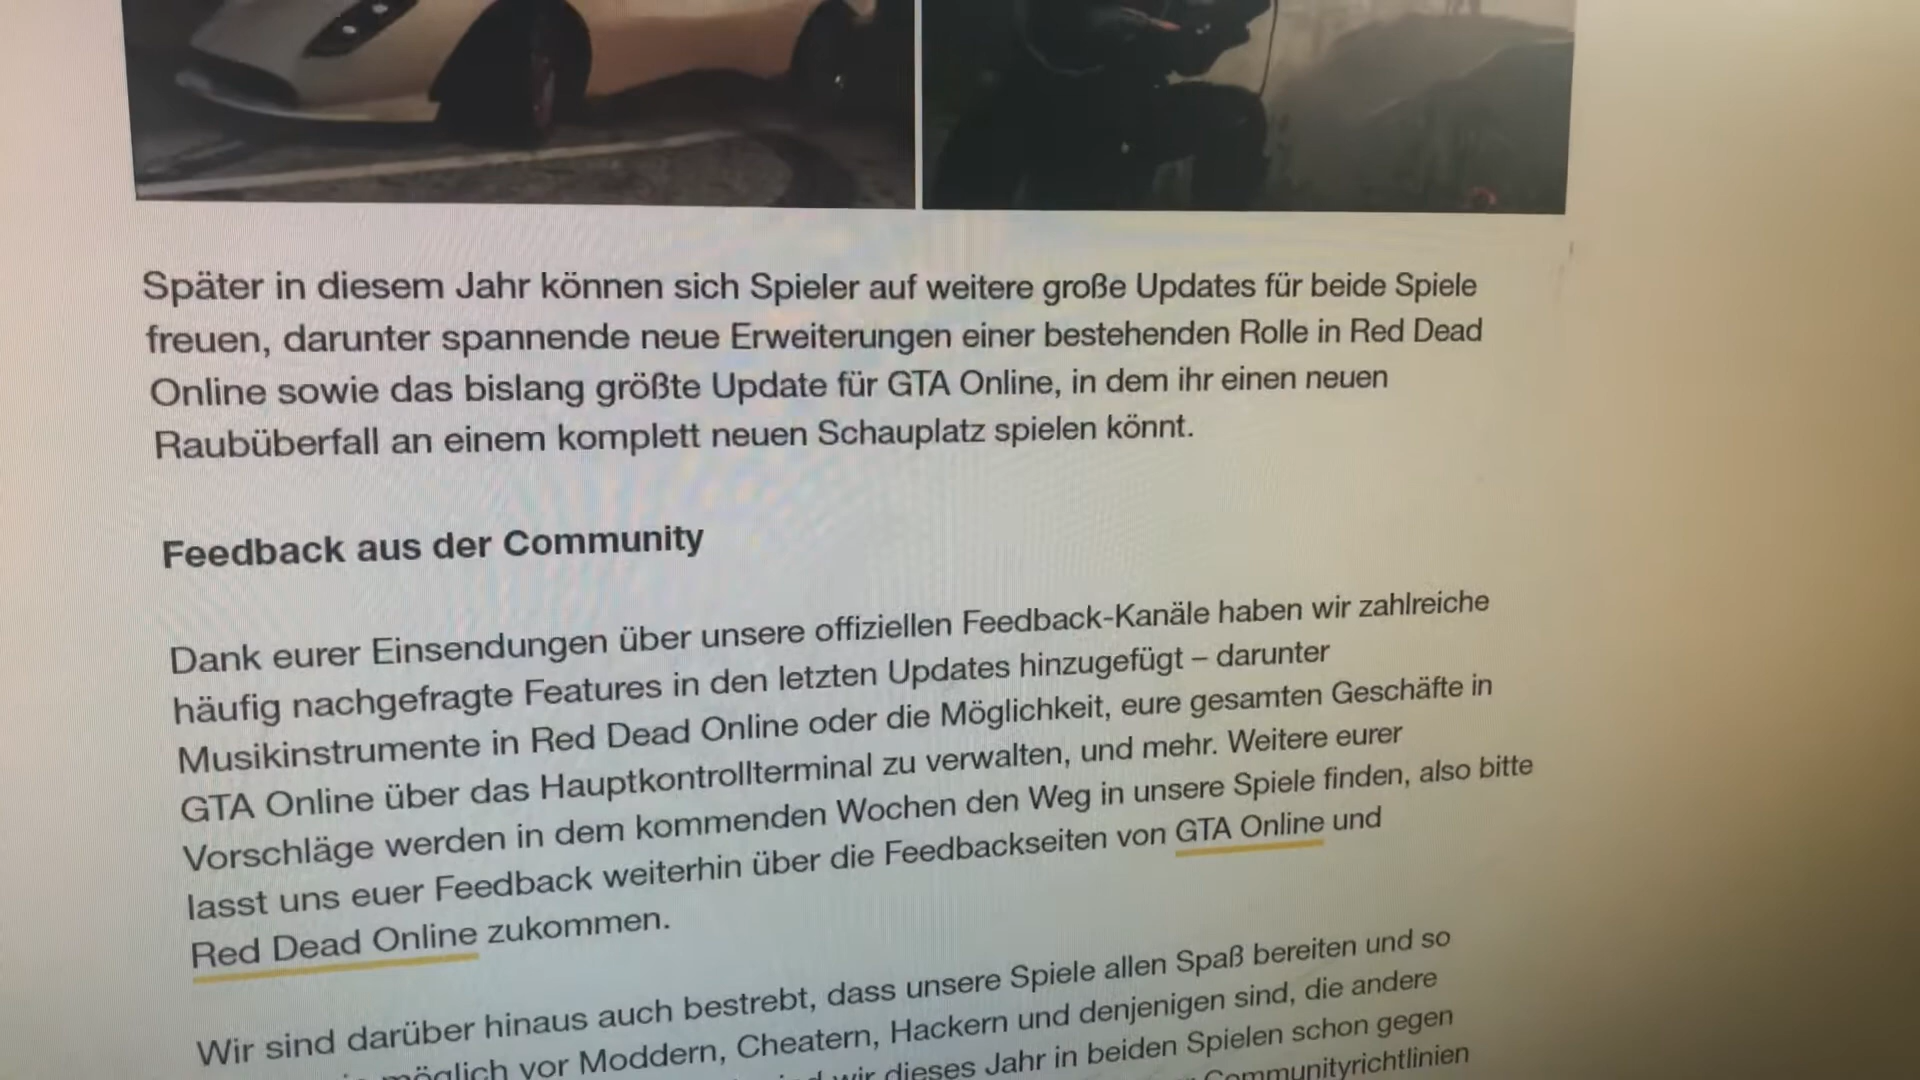 Später in diesem Jahr können sich Spieler auf weitere große Updates für beide Spiele
freuen, darunter spannende neue Erweiterungen einer bestehenden Rolle in Red Dead
Online sowie das bislang größte Update für GTA Online, in dem ihr einen neuen
Raubüberfall an einem komplett neuen Schauplatz spielen könnt.
Feedback aus der Community
Dank eurer Einsendungen über unsere offiziellen Feedback-Kanäle haben wir zahlreiche
häufig nachgefragte Features in den letzten Updates hinzugefügt – darunter
Musikinstrumente in Red Dead Online oder die Möglichkeit, eure gesamten Geschäfte in
GTA Online über das Hauptkontrollterminal zu verwalten, und mehr. Weitere eurer
Vorschläge werden in dem kommenden Wochen den Weg in unsere Spiele finden, also bitte
lasst uns euer Feedback weiterhin über die Feedbackseiten von GTA Online und
Red Dead Online zukommen.
Wir sind darüber hinaus auch bestrebt, dass unsere Spiele allen Spaß bereiten und so
möglich vor Moddern, Cheatern, Hackern und denjenigen sind, die andere
wir dieses Jahr in beiden Spielen schon gegen
Communityrichtlinien